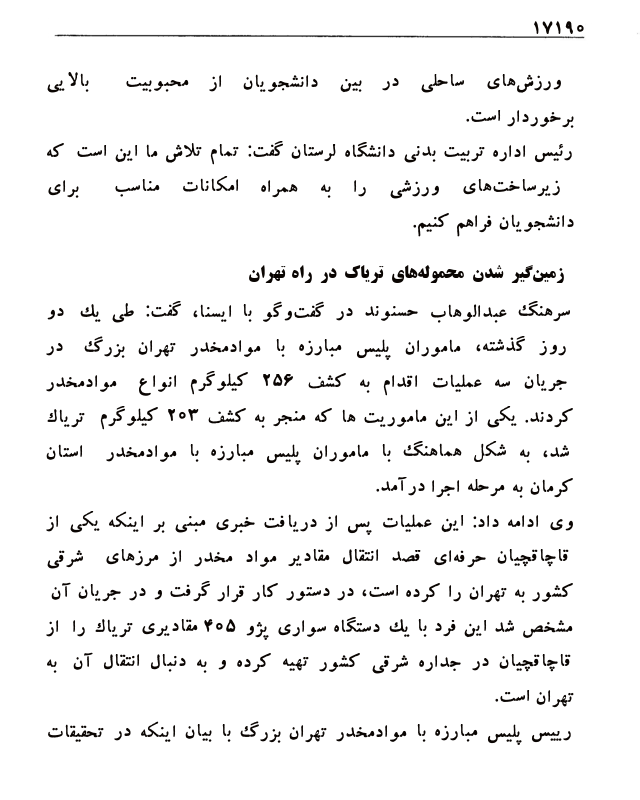 ۱۷۱۹۰
ورزش‌های ساحلی در بین دانشجویان از محبوبیت بالایی
برخوردار است.
رئیس اداره تربیت بدنی دانشگاه لرستان گفت: تمام تلاش ما این است که
زیرساخت‌های ورزشی را به همراه امکانات مناسب برای
دانشجویان فراهم کنیم.
زمین‌گیر شدن محموله‌های تریاک در راه تهران
سرهنگ عبدالوهاب حسنوند در گفت‌وگو با ایسنا، گفت: طی یك دو
روز گذشته، ماموران پلیس مبارزه با موادمخدر تهران بزرگ در
جریان سه عملیات اقدام به کشف ۲۵۶ کیلوگرم انواع موادمخدر
کردند. یکی از این ماموریت ها که منجر به کشف ۲۰۳ کیلوگرم تریاك
شد، به شکل هماهنگ با ماموران پلیس مبارزه با موادمخدر استان
کرمان به مرحله اجرا درآمد.
وی ادامه داد: این عملیات پس از دریافت خبری مبنی بر اینکه یکی از
قاچاقچیان حرفه‌ای قصد انتقال مقادیر مواد مخدر از مرزهای شرقی
کشور به تهران را کرده است، در دستور کار قرار گرفت و در جریان آن
مشخص شد این فرد با یك دستگاه سواری پژو ۴۰۵ مقادیری تریاك را از
قاچاقچیان در جداره شرقی کشور تهیه کرده و به دنبال انتقال آن به
تهران است.
رییس پلیس مبارزه با موادمخدر تهران بزرگ با بیان اینکه در تحقیقات